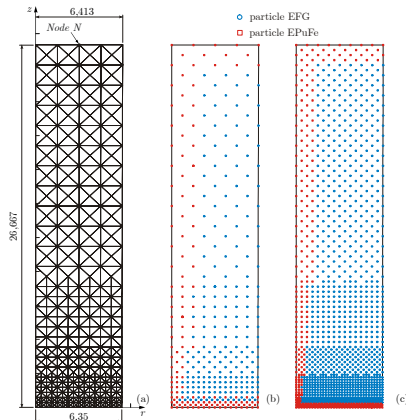 z
6,413
Node N
particle EFG
particle EPuFe
26,667
(a)
r
(b)
(c)
6,35